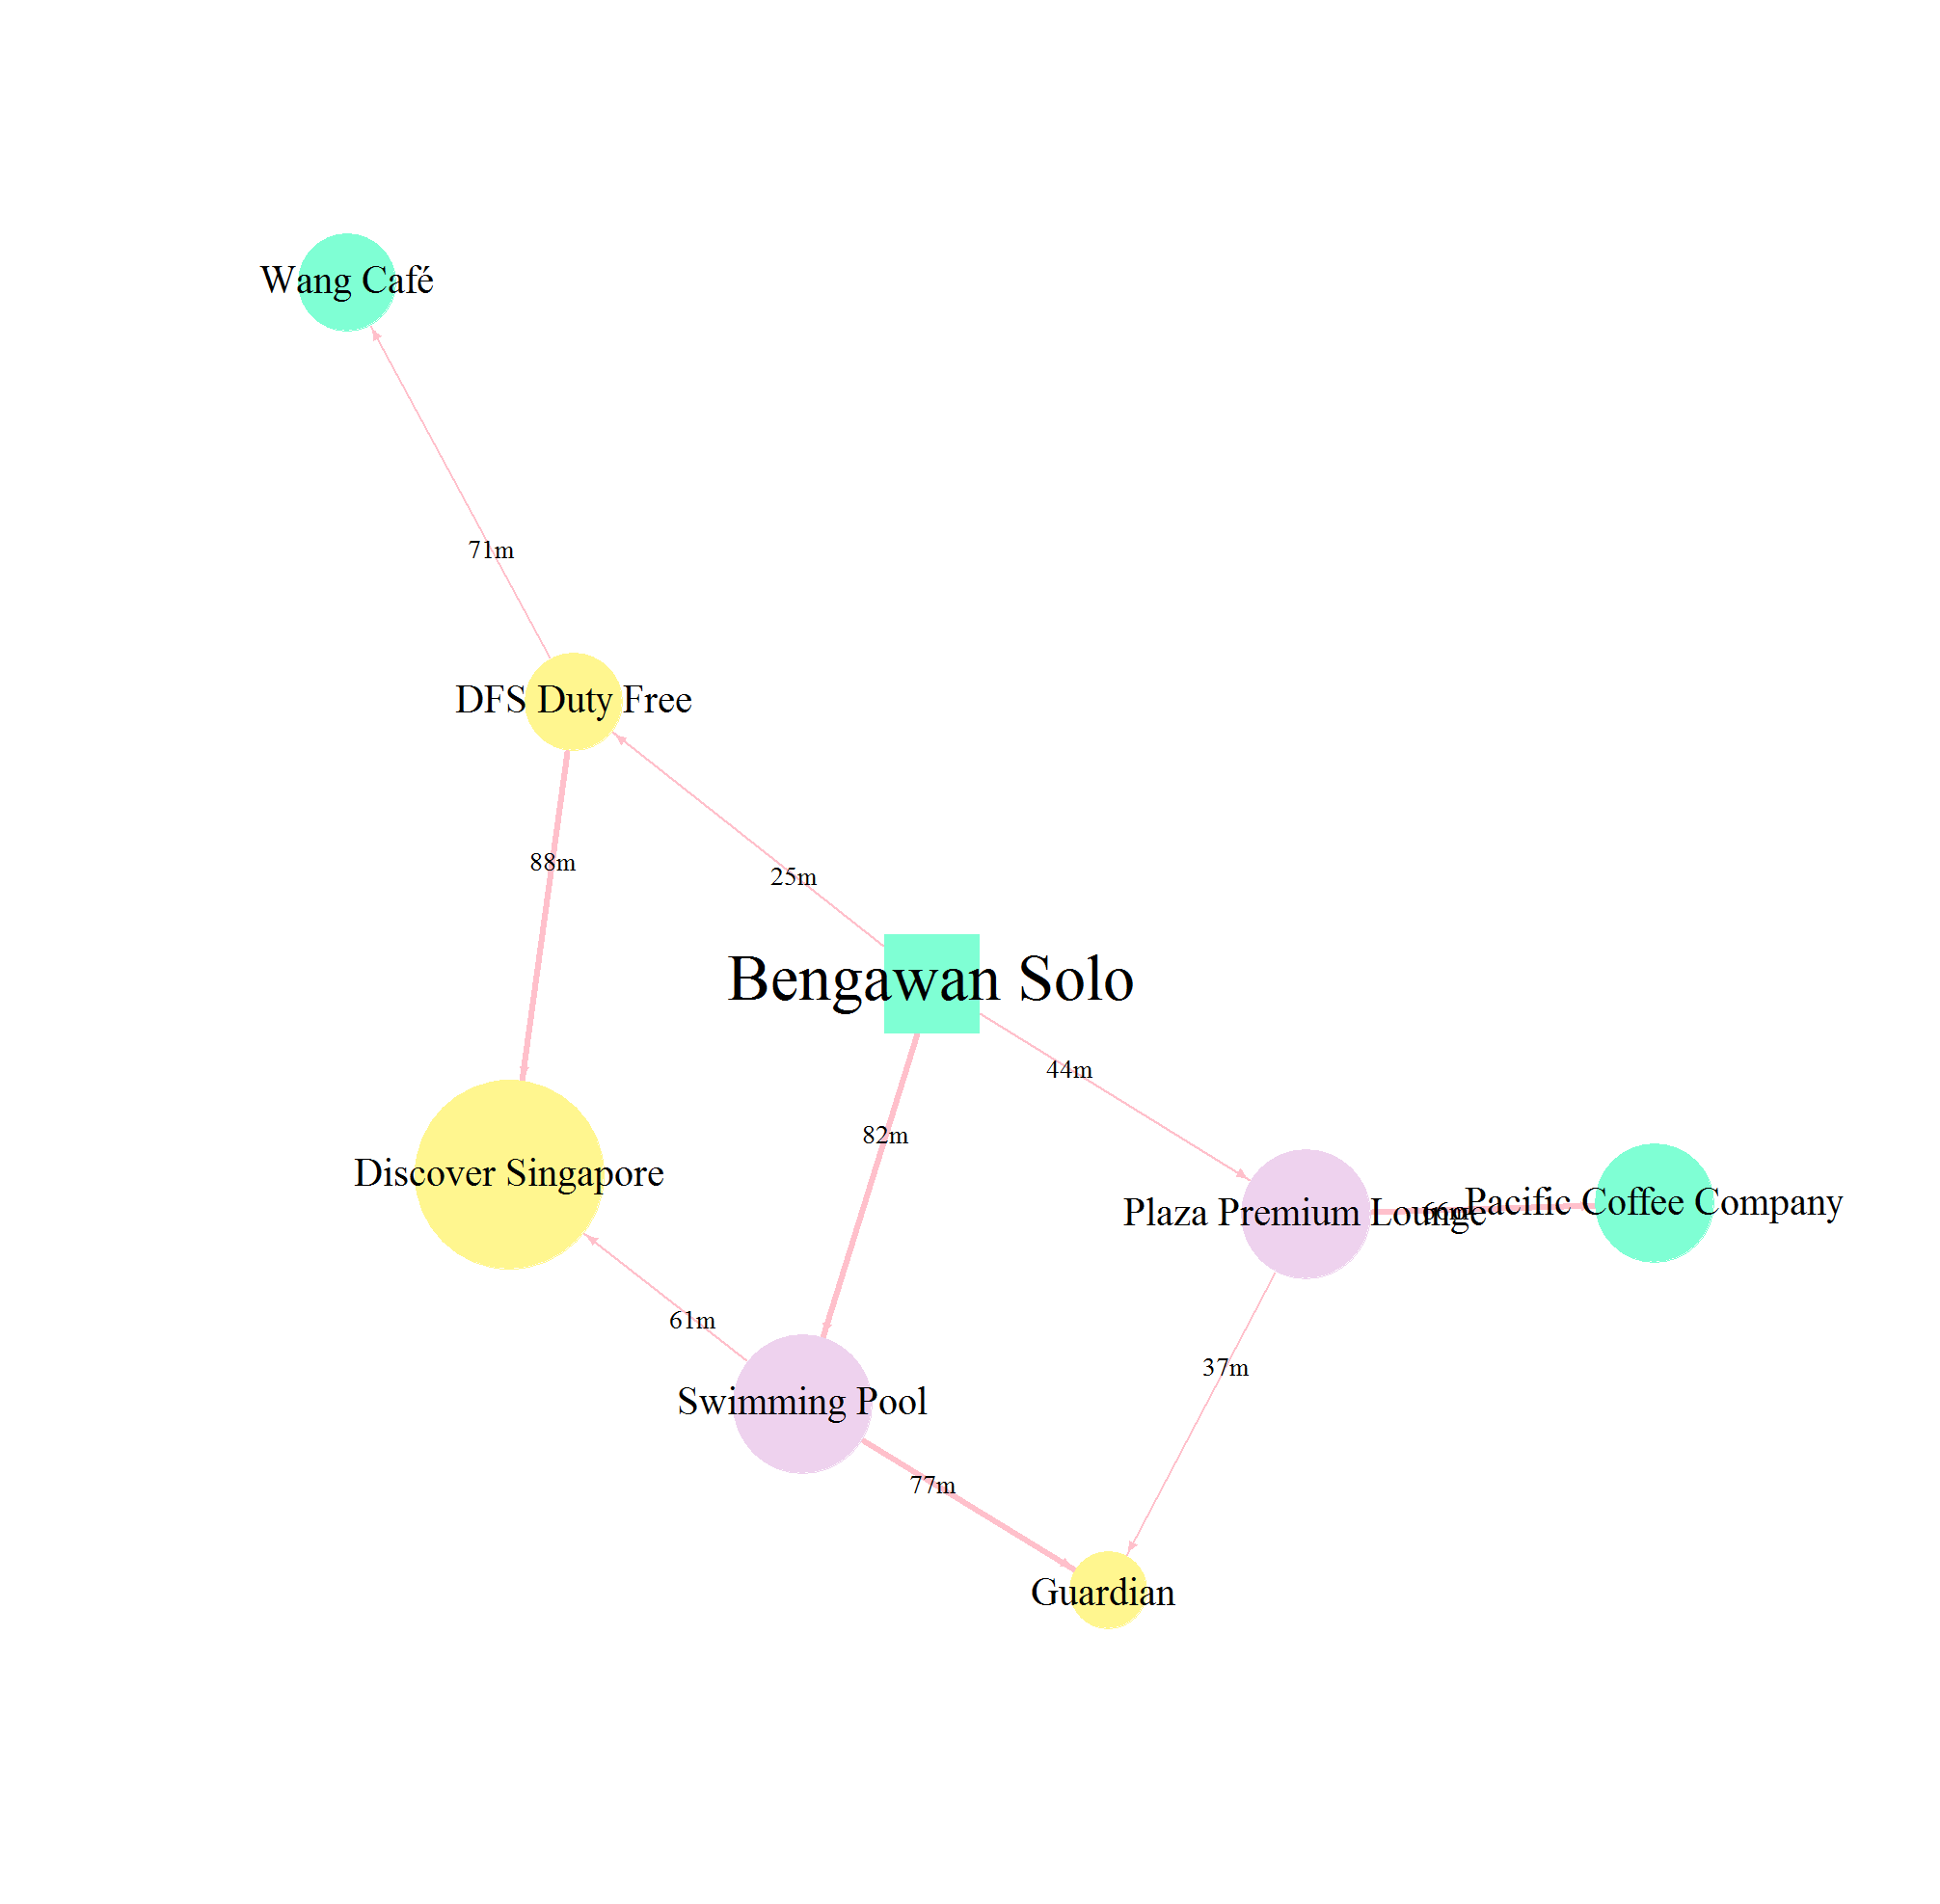 Wang Café
71m
DFS Duty Free
88m
25m
Bengawan Solo
44m
82m
Discover Singapore
Plaza Premium Lounge
66m
Pacific Coffee Company
61m
37m
Swimming Pool
77m
Guardian